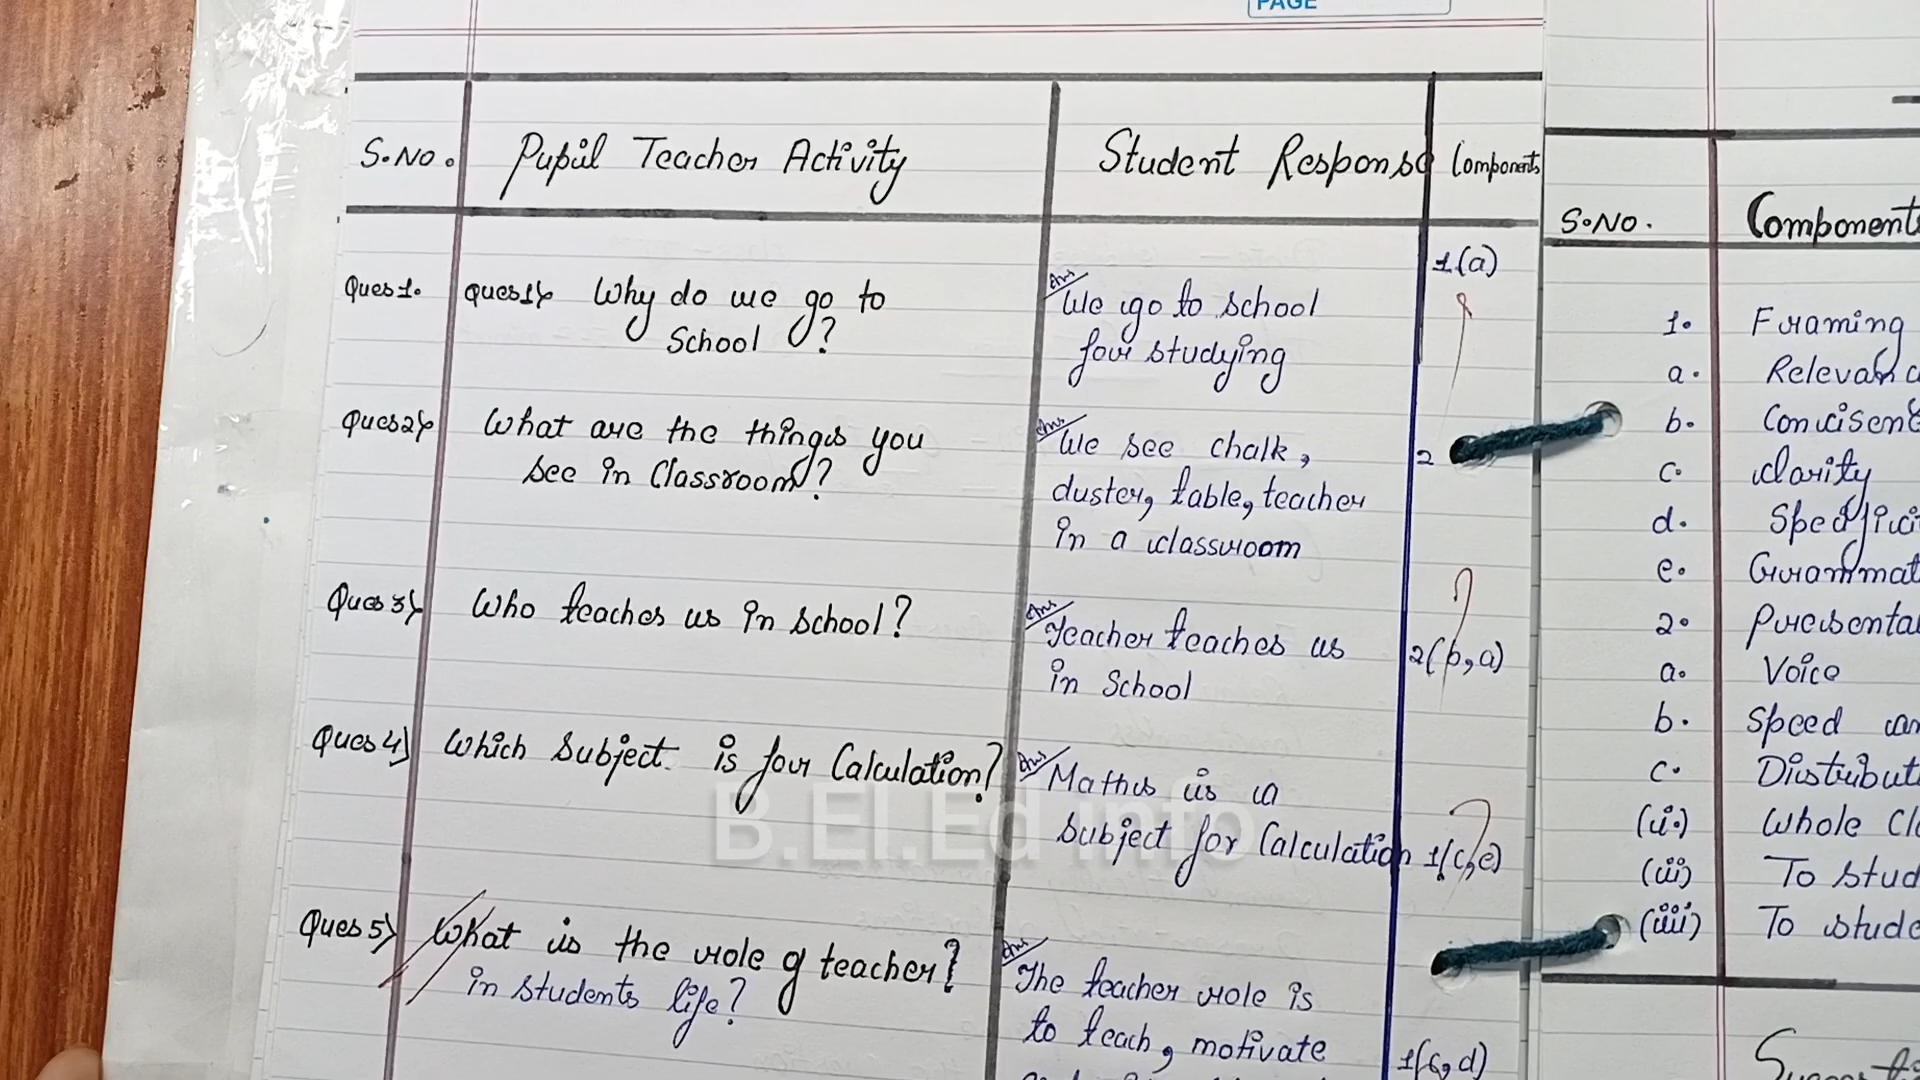 PAGE
S.NO.
Pupil Teacher Activity
Student Response
Components
Ques 1.
Ques 1) Why do we go to
School ?
Ans
We go to school
for studying
1(a)
Ques 2)
What are the things you
see in Classroom ?
Ans
We see chalk,
duster, table, teacher
in a classroom
2
Ques 3)
Who teaches us in school ?
Ans
Teacher teaches us
in School
2(b,a)
Ques 4)
Which Subject is for Calculation ?
Ans
Maths is a
Subject for Calculation
1(c,e)
Ques 5)
What is the role of teacher ?
in students life ?
Ans
The teacher role is
to teach, motivate
B.El.Ed info
S.NO.
1.
a.
b.
c. clarity
d.
e.
2.
a. Voice
b. Speed
c.
(i.) Whole
(ii) To
(iii) To